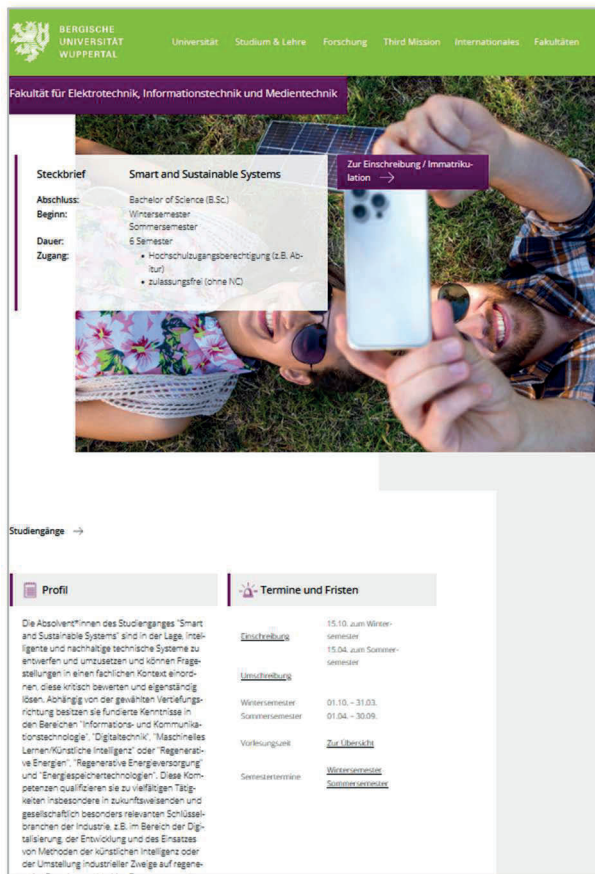 BERGISCHE
UNIVERSITÄT
WUPPERTAL
Universität Studium & Lehre Forschung Third Mission Internationales Fakultäten
Fakultät für Elektrotechnik, Informationstechnik und Medientechnik
Zur Einschreibung / Immatriku-
lation →
Steckbrief Smart and Sustainable Systems
Abschluss: Bachelor of Science (B.Sc.)
Beginn: Wintersemester
Sommersemester
Dauer: 6 Semester
Zugang: • Hochschulzugangsberechtigung (z.B. Ab-
itur)
• zulassungsfrei (ohne NC)
Studiengänge →
Profil
Die Absolvent*innen des Studienganges "Smart
and Sustainable Systems" sind in der Lage, intel-
ligente und nachhaltige technische Systeme zu
entwerfen und umzusetzen und können Frage-
stellungen in einen fachlichen Kontext einord-
nen, diese kritisch bewerten und eigenständig
lösen. Abhängig von der gewählten Vertiefungs-
richtung besitzen sie fundierte Kenntnisse in
den Bereichen "Informations- und Kommunika-
tionstechnologie", "Digitaltechnik", "Maschinelles
Lernen/Künstliche Intelligenz" oder "Regenerati-
ve Energien", "Regenerative Energieversorgung"
und "Energiespeichertechnologien". Diese Kom-
petenzen qualifizieren sie zu vielfältigen Tätig-
keiten insbesondere in zukunftsweisenden und
gesellschaftlich besonders relevanten Schlüssel-
branchen der Industrie, z.B. im Bereich der Digi-
talisierung, der Entwicklung und des Einsatzes
von Methoden der künstlichen Intelligenz oder
der Umstellung industrieller Zweige auf regene-
Termine und Fristen
Einschreibung 15.10. zum Winter-
semester
15.04. zum Sommer-
semester
Umschreibung
Wintersemester 01.10. – 31.03.
Sommersemester 01.04. – 30.09.
Vorlesungszeit Zur Übersicht
Semestertermine Wintersemester
Sommersemester